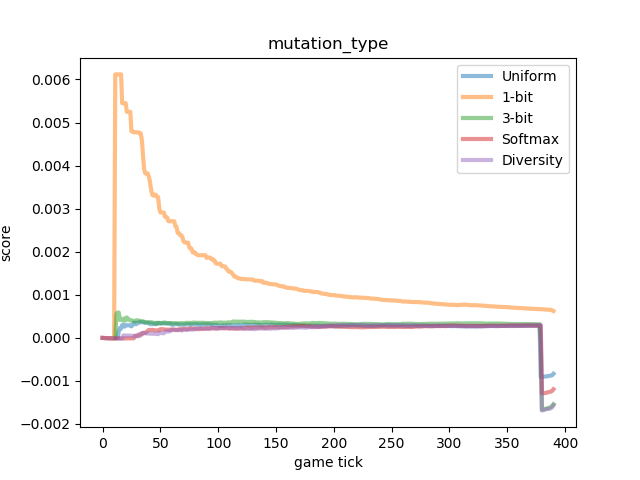 mutation_type
score
0.006
0.005
0.004
0.003
0.002
0.001
0.000
−0.001
−0.002
Uniform
1-bit
3-bit
Softmax
Diversity
0 50 100 150 200 250 300 350 400
game tick